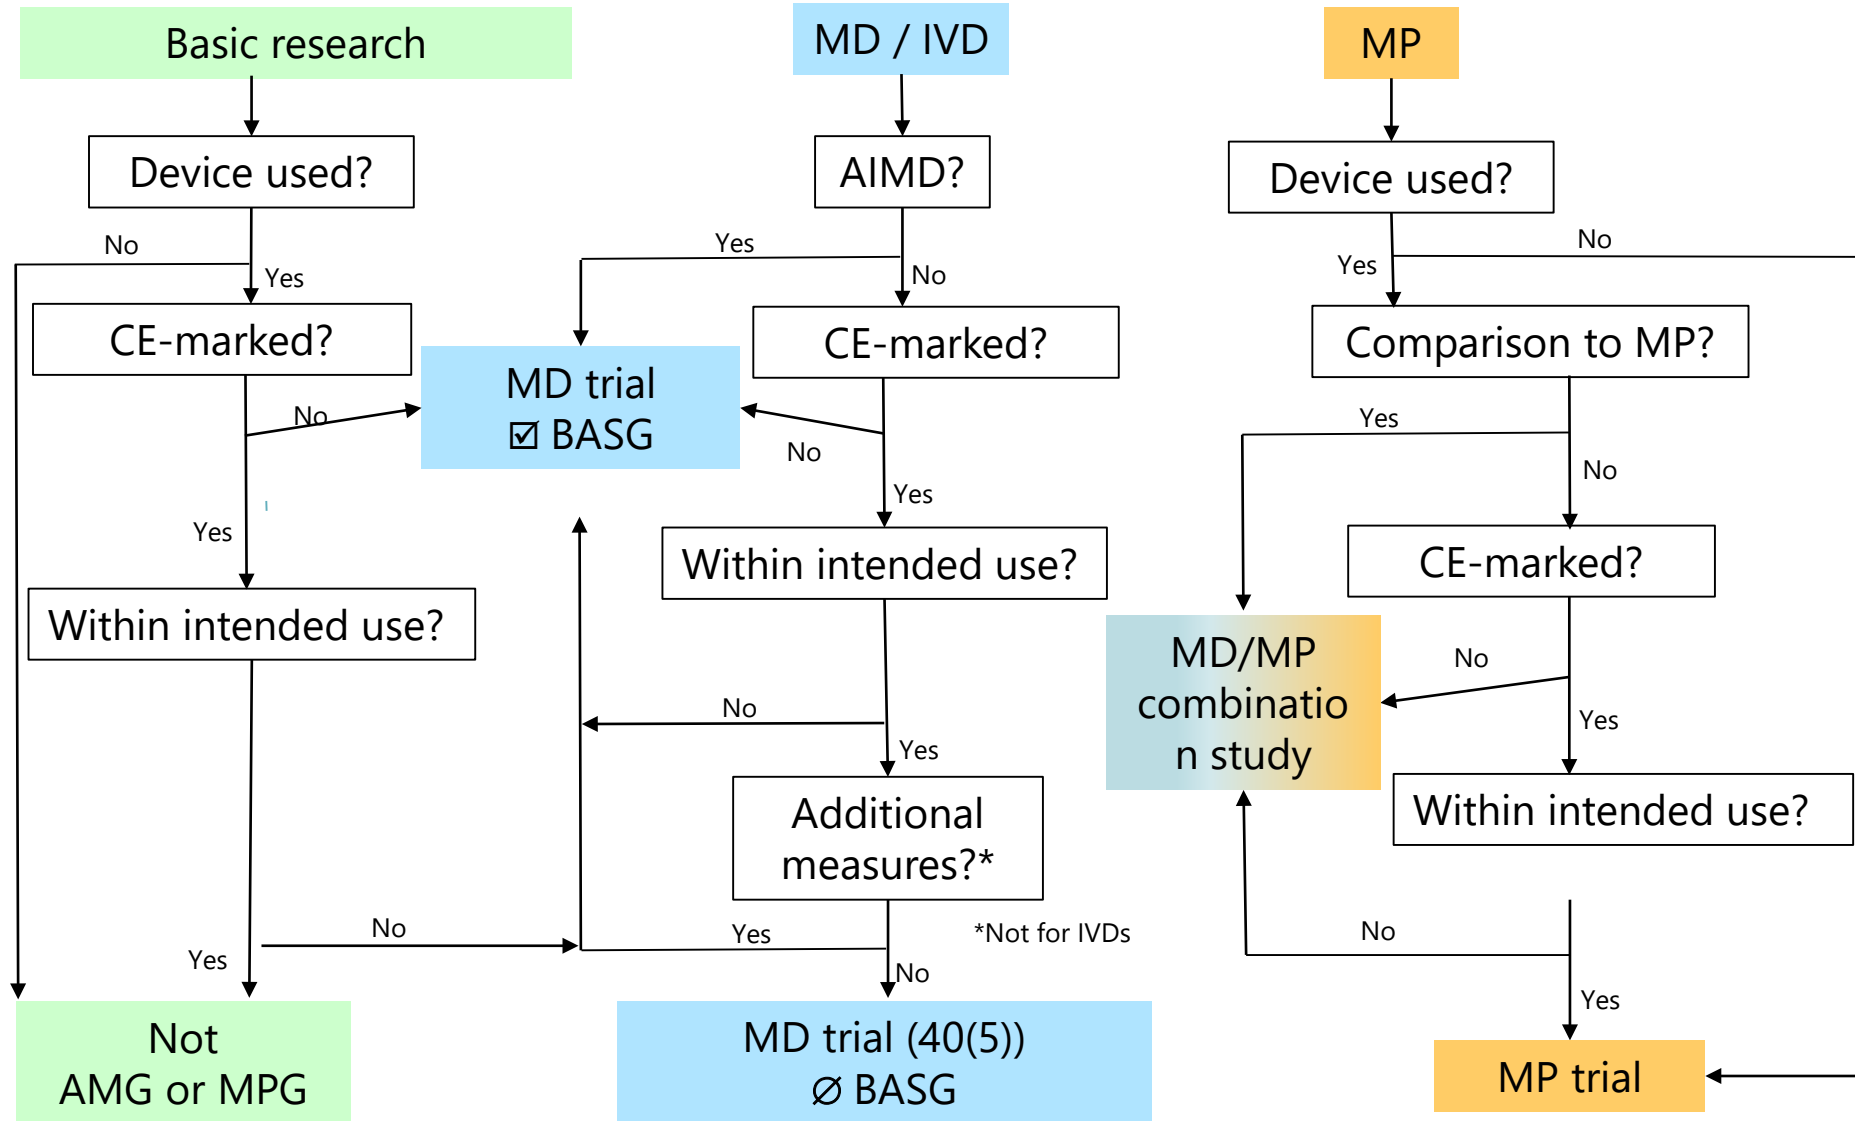 Basic research
MD / IVD
MP
Device used?
AIMD?
Device used?
No
Yes
Yes
No
No
Yes
CE-marked?
CE-marked?
Comparison to MP?
MD trial
☑ BASG
No
No
Yes
No
Yes
Yes
Within intended use?
CE-marked?
Within intended use?
MD/MP
combinatio
n study
No
Yes
No
Yes
Within intended use?
Additional
measures?*
*Not for IVDs
No
Yes
Yes
No
No
Yes
Not
AMG or MPG
MD trial (40(5))
∅ BASG
MP trial